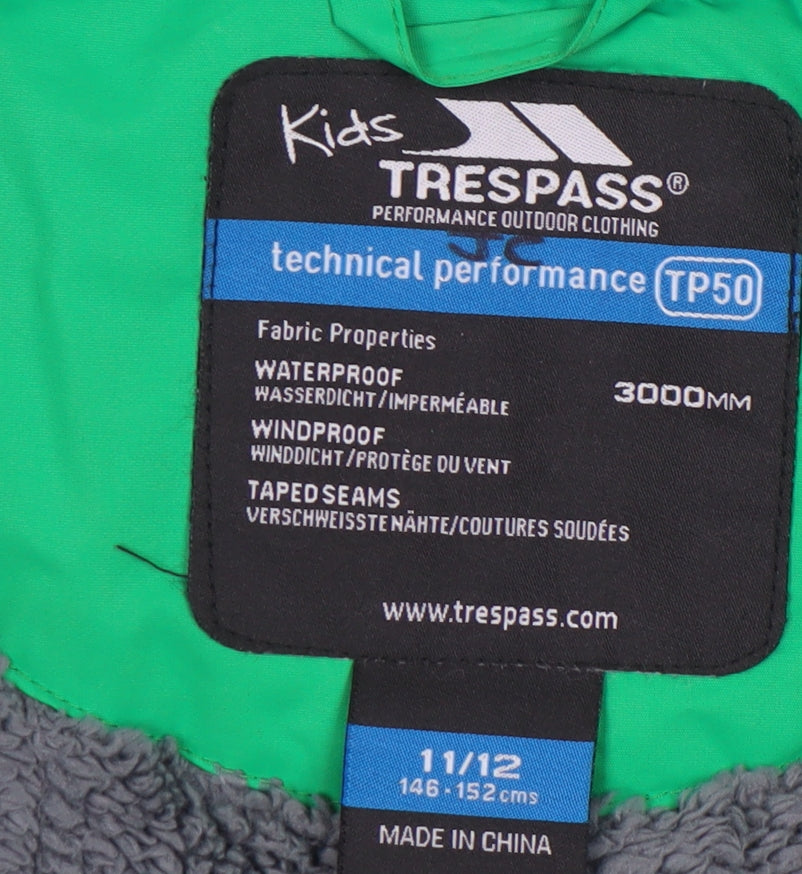 Kids
TRESPASS®
PERFORMANCE OUTDOOR CLOTHING
technical performance TP50
Fabric Properties
WATERPROOF 3000MM
WASSERDICHT/IMPERMÉABLE
WINDPROOF
WINDDICHT/PROTÈGE DU VENT
TAPED SEAMS
VERSCHWEISSTE NÄHTE/COUTURES SOUDÉES
www.trespass.com
11/12
146-152cms
MADE IN CHINA